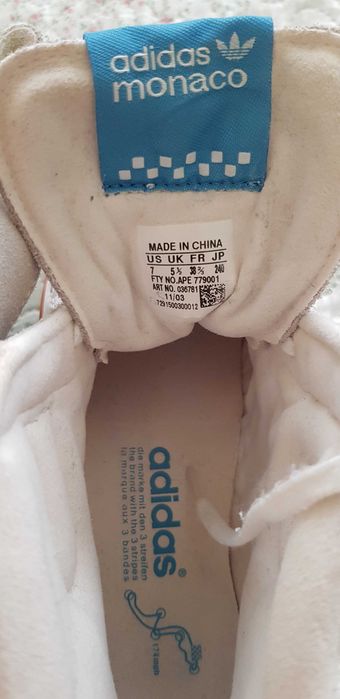 adidas
monaco
MADE IN CHINA
US UK FR JP
7 5½ 38⅔ 240
FTY NO.APE 779001
ART NO. 036781
11/03
7291500300012
adidas®
die marke mit den 3 streifen
the brand with the 3 stripes
la marque aux 3 bandes